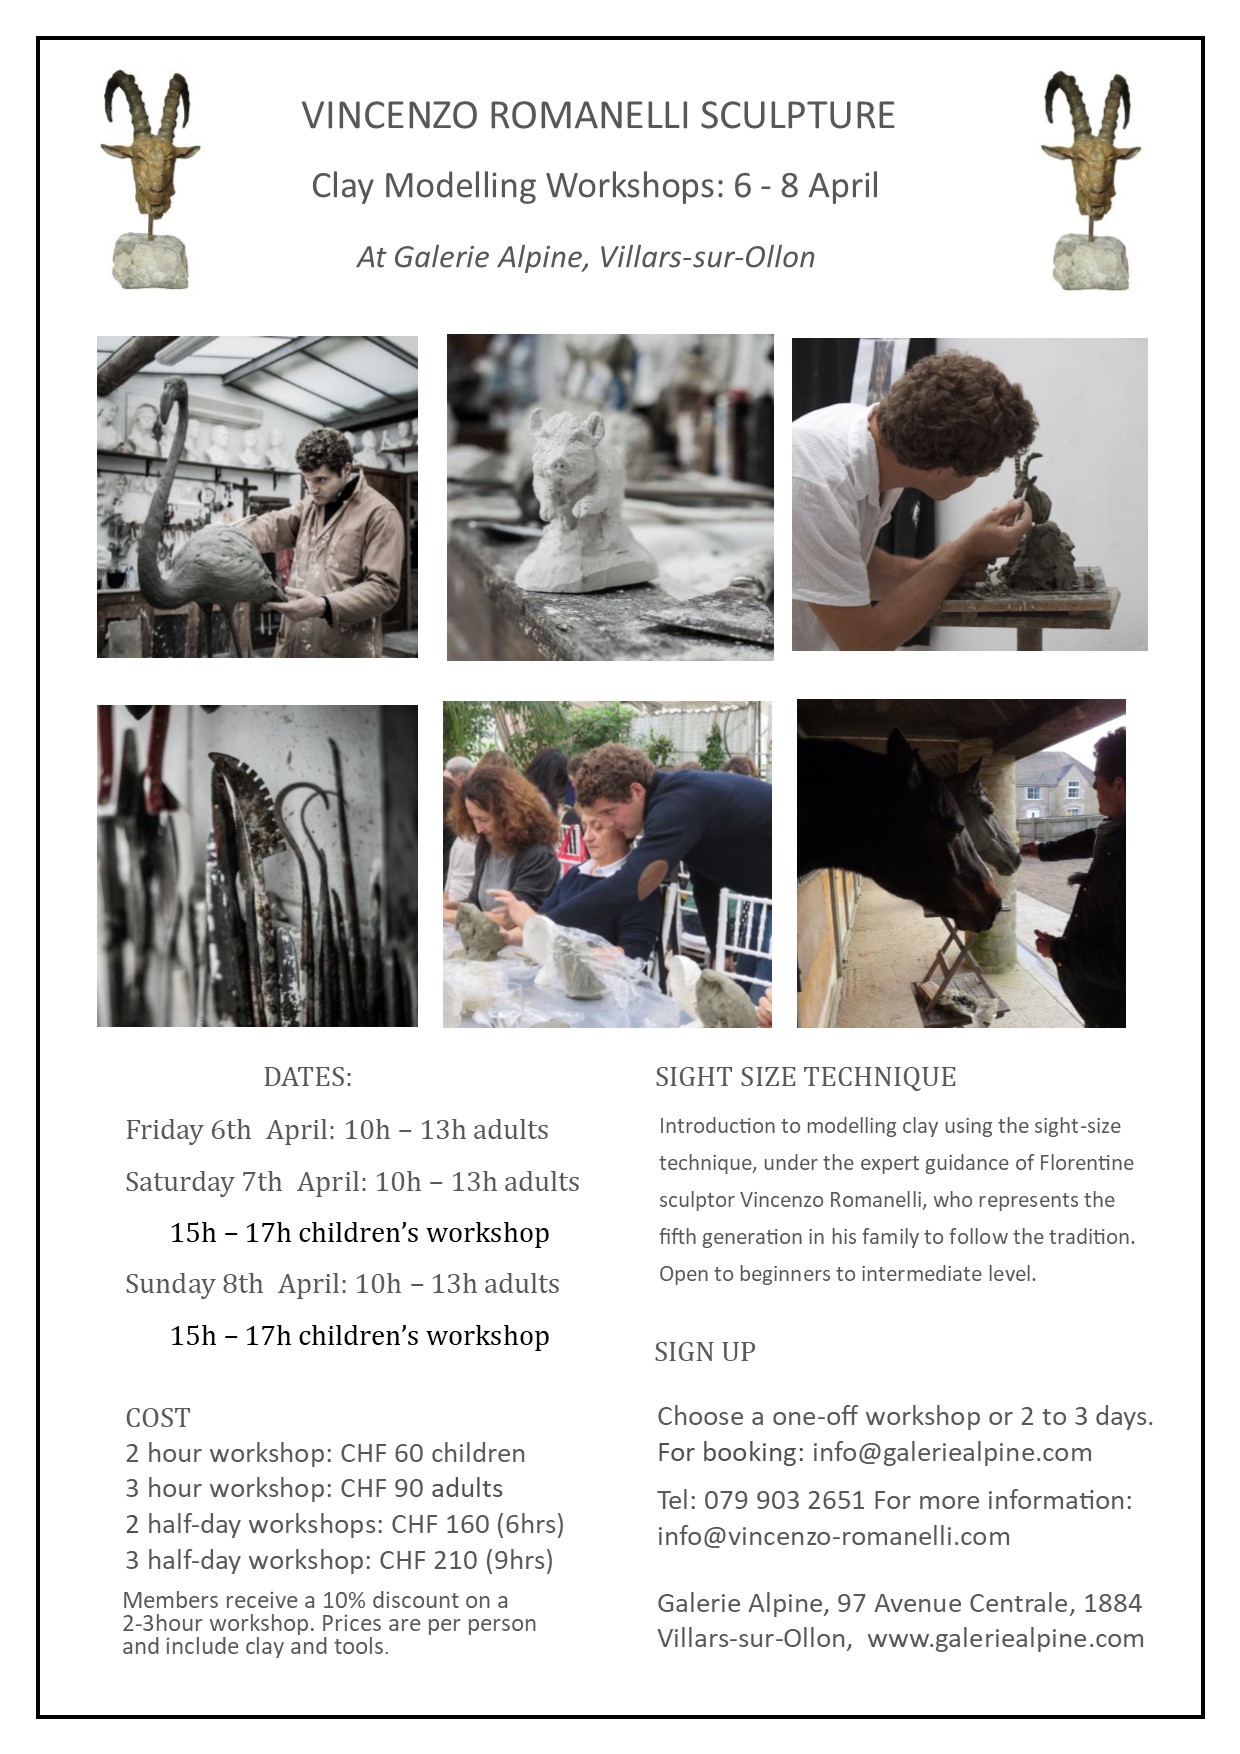 VINCENZO ROMANELLI SCULPTURE
Clay Modelling Workshops: 6 - 8 April
At Galerie Alpine, Villars-sur-Ollon
DATES:
Friday 6th  April: 10h – 13h adults
Saturday 7th  April: 10h – 13h adults
15h – 17h children’s workshop
Sunday 8th  April: 10h – 13h adults
15h – 17h children’s workshop
COST
2 hour workshop: CHF 60 children
3 hour workshop: CHF 90 adults
2 half-day workshops: CHF 160 (6hrs)
3 half-day workshop: CHF 210 (9hrs)
Members receive a 10% discount on a
2-3hour workshop. Prices are per person
and include clay and tools.
SIGHT SIZE TECHNIQUE
Introduction to modelling clay using the sight-size
technique, under the expert guidance of Florentine
sculptor Vincenzo Romanelli, who represents the
fifth generation in his family to follow the tradition.
Open to beginners to intermediate level.
SIGN UP
Choose a one-off workshop or 2 to 3 days.
For booking: info@galeriealpine.com
Tel: 079 903 2651 For more information:
info@vincenzo-romanelli.com
Galerie Alpine, 97 Avenue Centrale, 1884
Villars-sur-Ollon,  www.galeriealpine.com